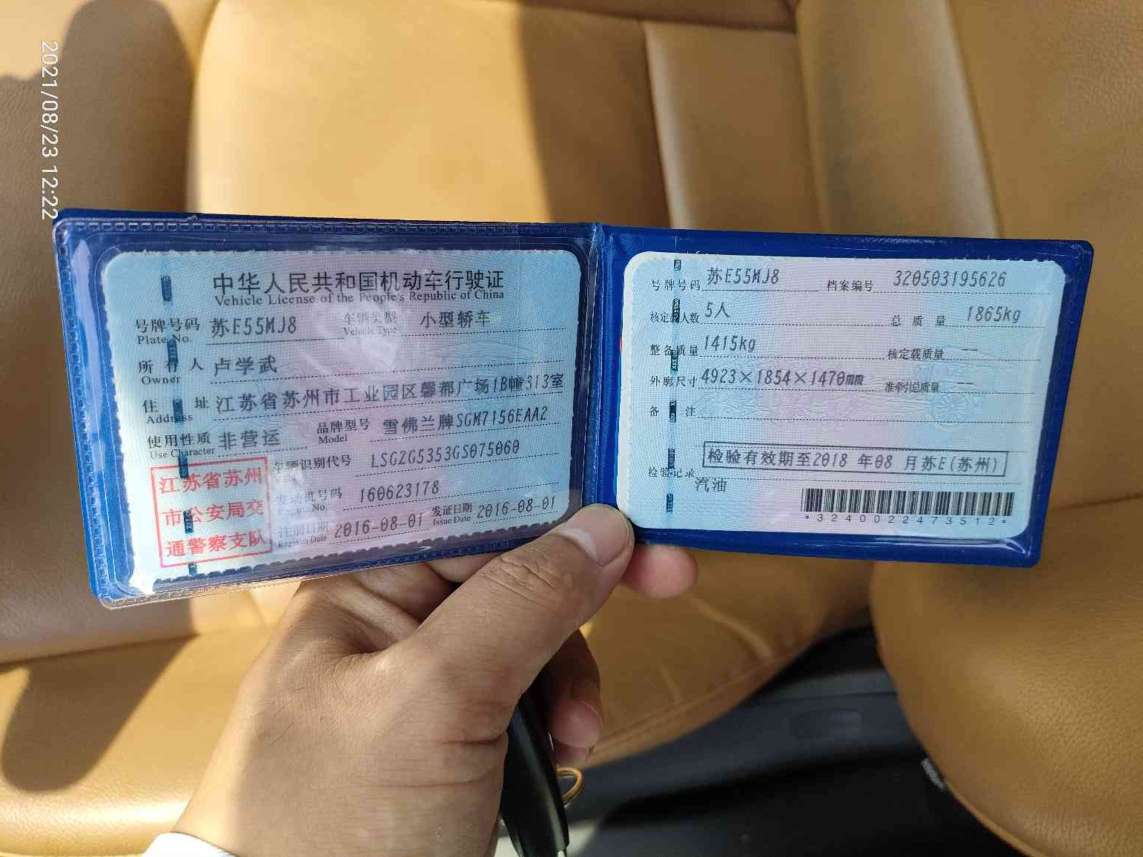 2021/08/23 12:22
中华人民共和国机动车行驶证
Vehicle License of the People's Republic of China
号牌号码 苏E55MJ8 车辆类型 小型轿车
Plate No. Vehicle Type
所有人 卢学武
Owner
住址 江苏省苏州市工业园区馨都广场1B幢313室
Address
使用性质 非营运 品牌型号 雪佛兰牌SGM7156EAA2
Use Character Model
江苏省苏州
市公安局交
通警察支队
车辆识别代号 LSG2G5353GS075060
发动机号码 160623178
No.
注册日期 2016-08-01 发证日期 2016-08-01
Register Date Issue Date
号牌号码 苏E55MJ8 档案编号 320503195626
核定载人数 5人 总质量 1865kg
整备质量 1415kg 核定载质量 --
外廓尺寸 4923×1854×1470mm 准牵引总质量 --
备注
检验记录 检验有效期至2018 年08 月苏E(苏州)
汽油
*3240022473512*